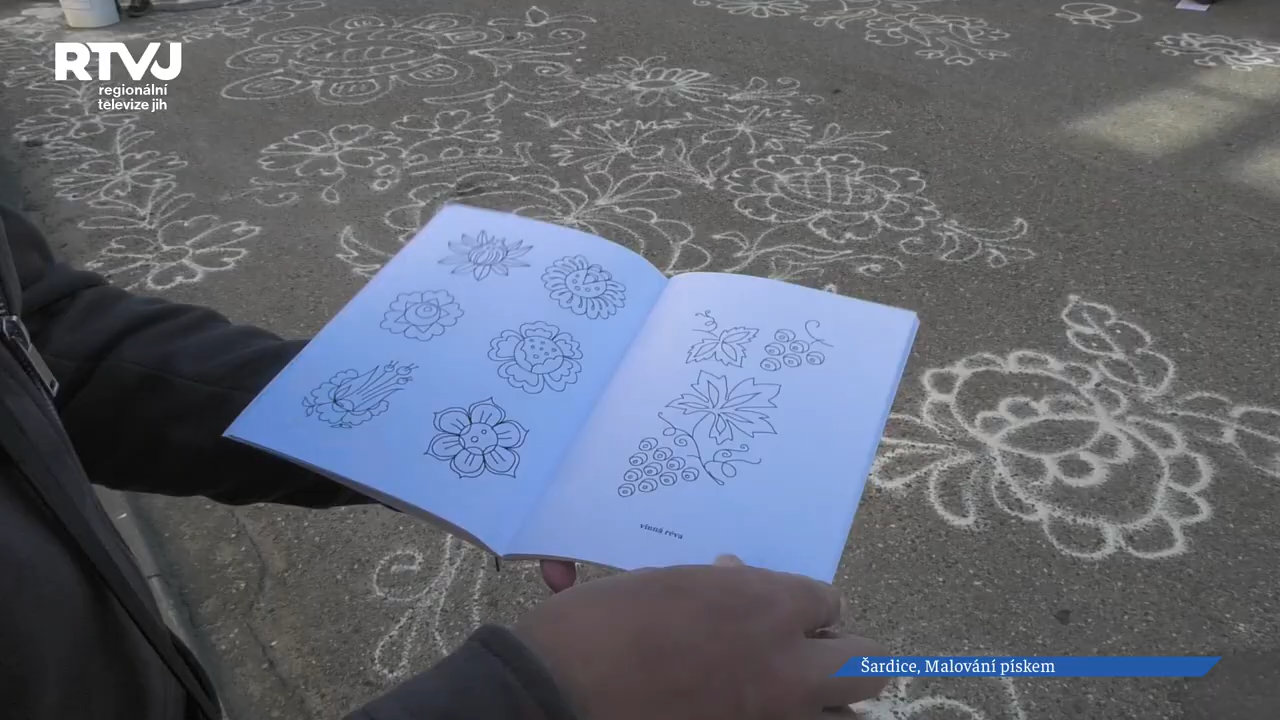 RTVJ
regionální
televize jih
vinná réva
Šardice, Malování pískem